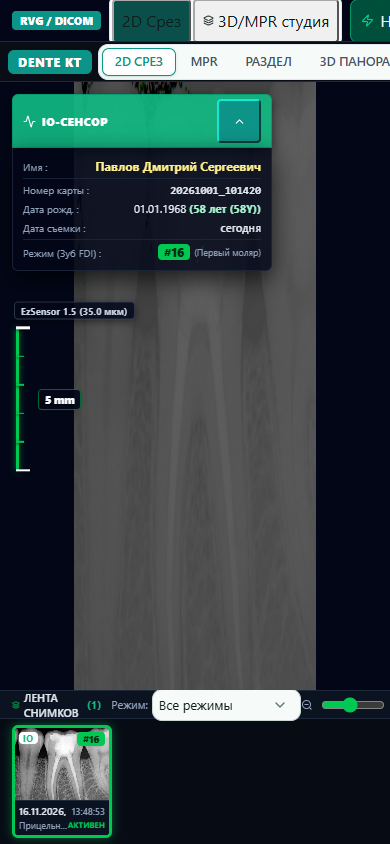 RVG / DICOM
2D Срез
3D/MPR студия
DENTE КТ
2D СРЕЗ
MPR
РАЗДЕЛ
3D ПАНОРА
IO-СЕНСОР
Имя :
Павлов Дмитрий Сергеевич
Номер карты :
20261001_101420
Дата рожд. :
01.01.1968 (58 лет (58Y))
Дата съемки :
сегодня
Режим (Зуб FDI) :
#16 (Первый моляр)
EzSensor 1.5 (35.0 мкм)
5 mm
ЛЕНТА СНИМКОВ (1)
Режим:
Все режимы
IO
#16
16.11.2026, 13:48:53
Прицельн... АКТИВЕН